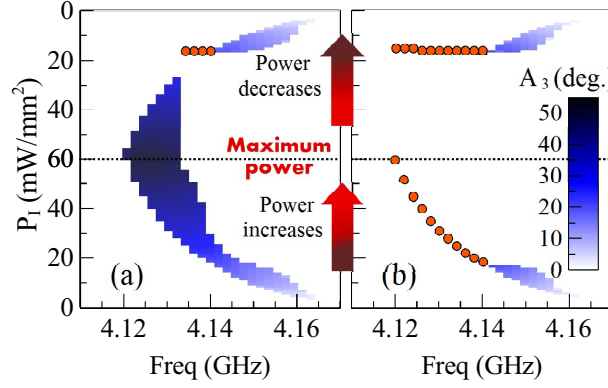 0
20
40
60
40
20
0
P_I (mW/mm²)
Power
decreases
Maximum
power
Power
increases
(a)
(b)
A ₃ (deg.)
50
40
30
20
10
0
4.12 4.14 4.16
4.12 4.14 4.16
Freq (GHz)
Freq (GHz)